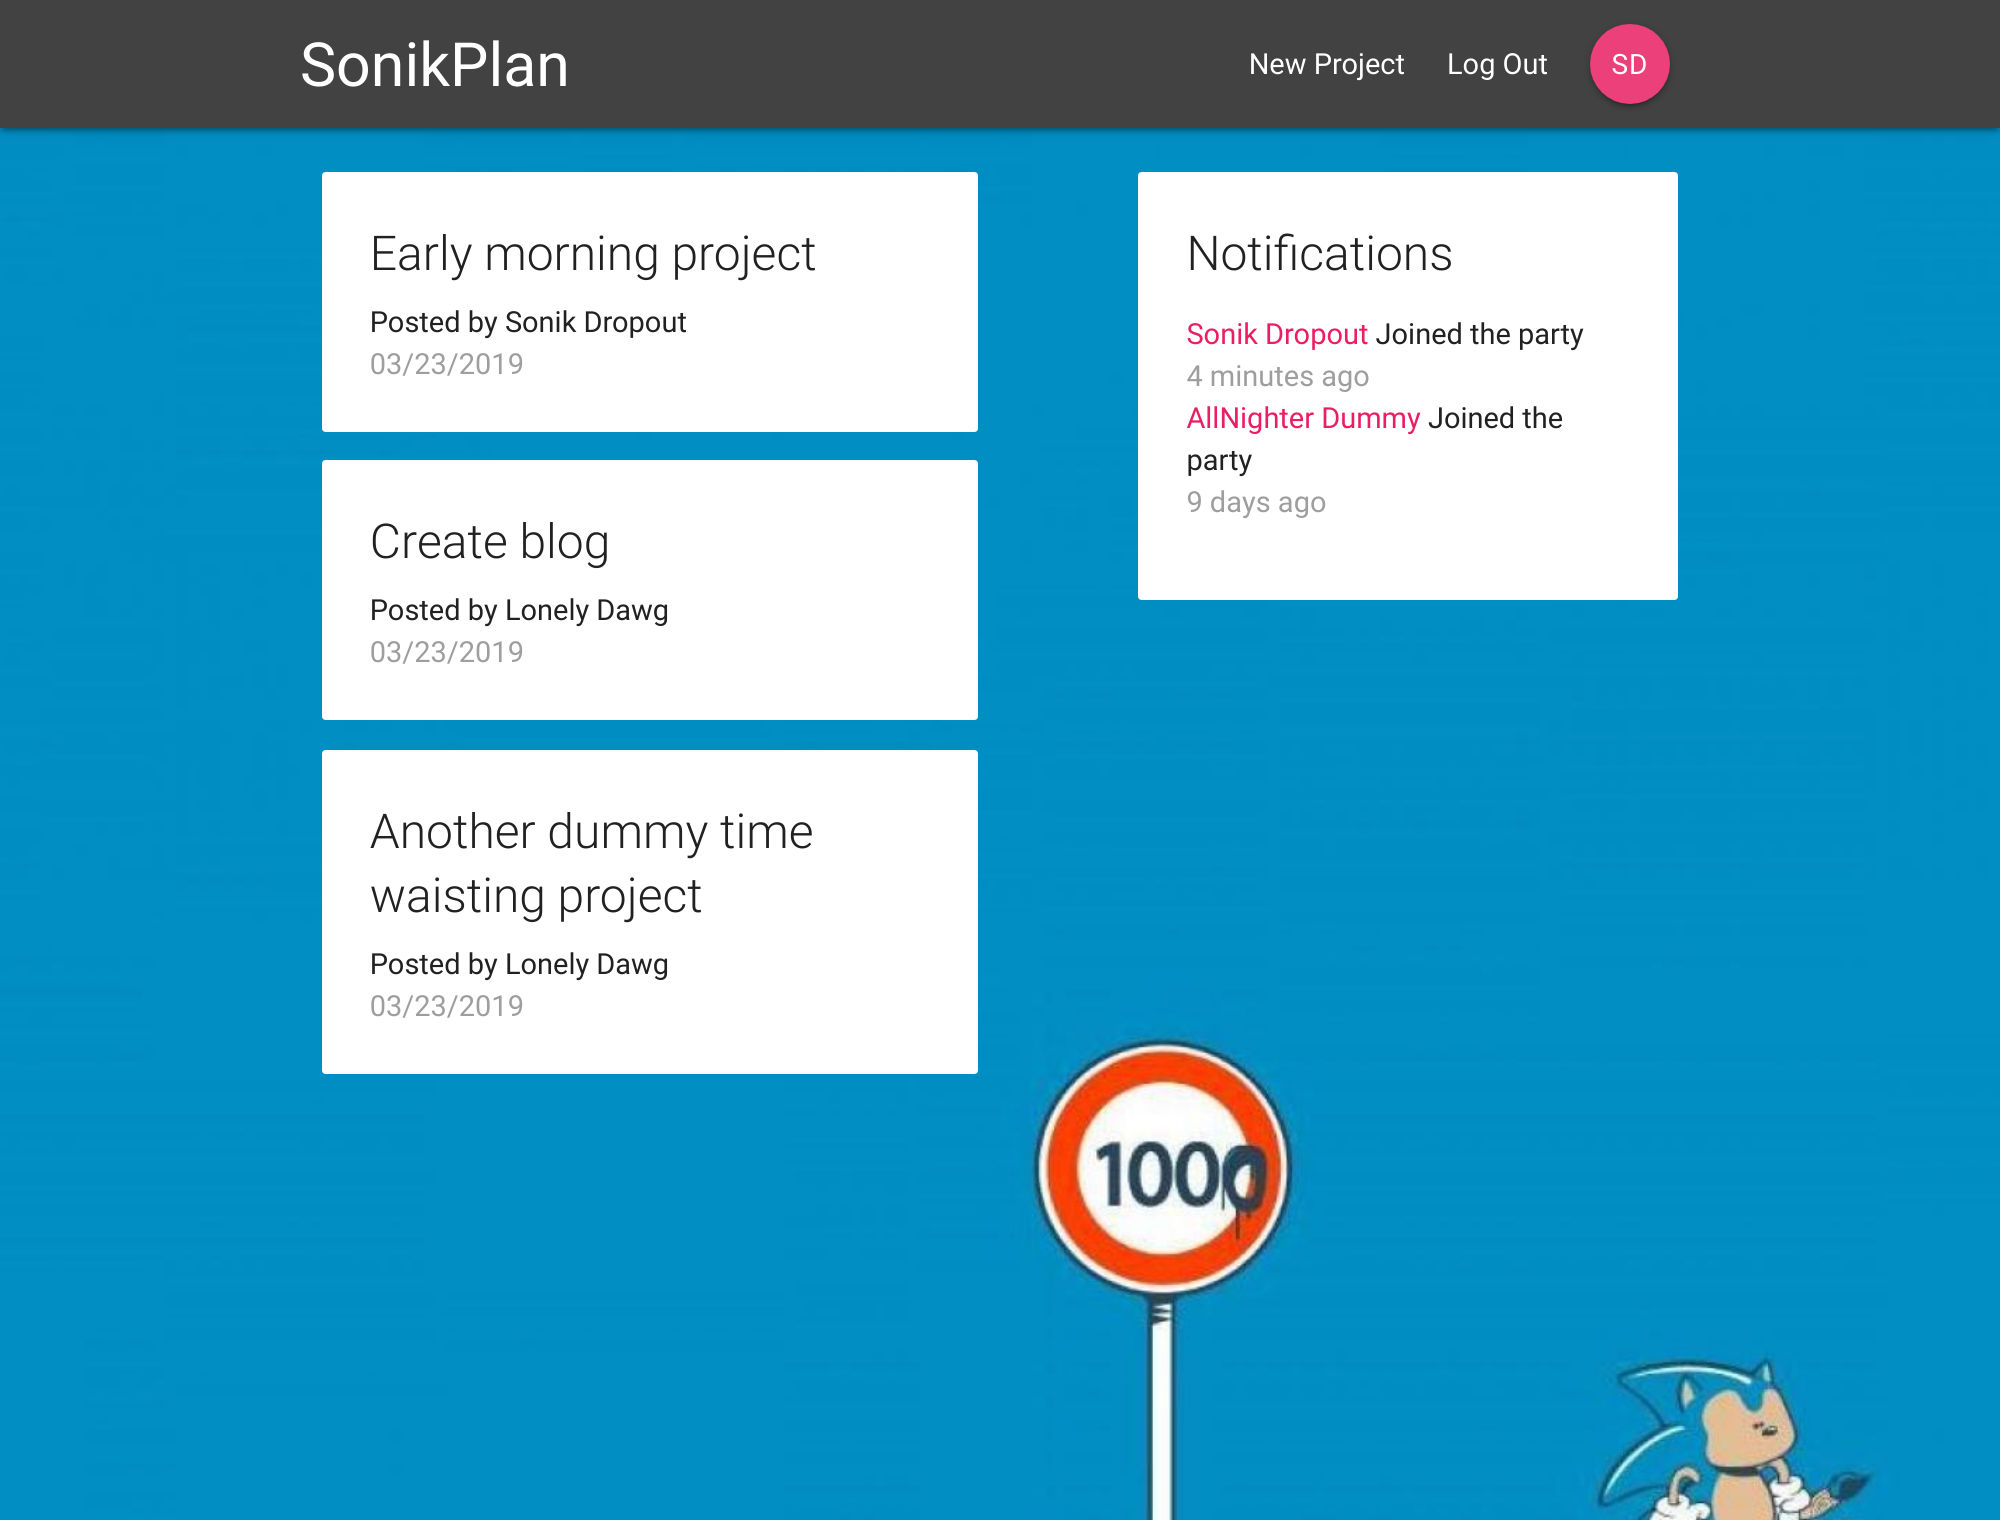 SonikPlan
New Project
Log Out
SD
Early morning project
Posted by Sonik Dropout
03/23/2019
Create blog
Posted by Lonely Dawg
03/23/2019
Another dummy time
waisting project
Posted by Lonely Dawg
03/23/2019
Notifications
Sonik Dropout Joined the party
4 minutes ago
AllNighter Dummy Joined the
party
9 days ago
1000